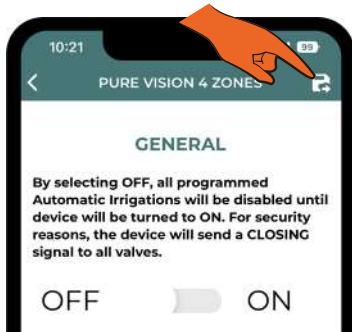 10:21
99
PURE VISION 4 ZONES
GENERAL
By selecting OFF, all programmed
Automatic Irrigations will be disabled until
device will be turned to ON. For security
reasons, the device will send a CLOSING
signal to all valves.
OFF ON